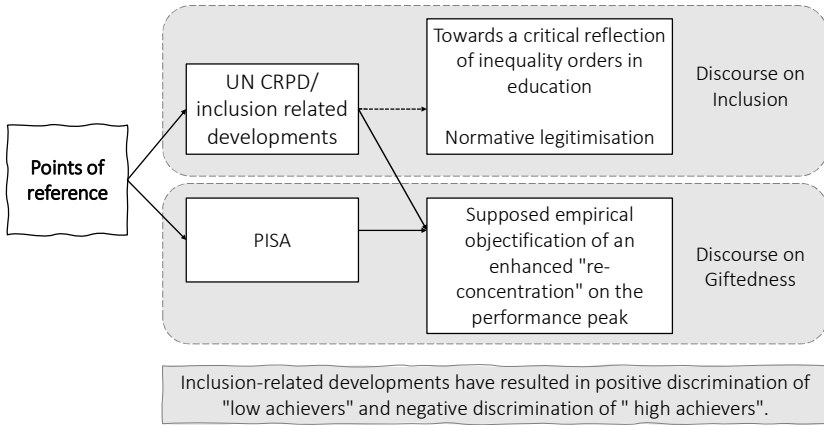 Points of
reference
UN CRPD/
inclusion related
developments
Towards a critical reflection
of inequality orders in
education
Normative legitimisation
Discourse on
Inclusion
PISA
Supposed empirical
objectification of an
enhanced "re-
concentration" on the
performance peak
Discourse on
Giftedness
Inclusion-related developments have resulted in positive discrimination of
"low achievers" and negative discrimination of " high achievers".